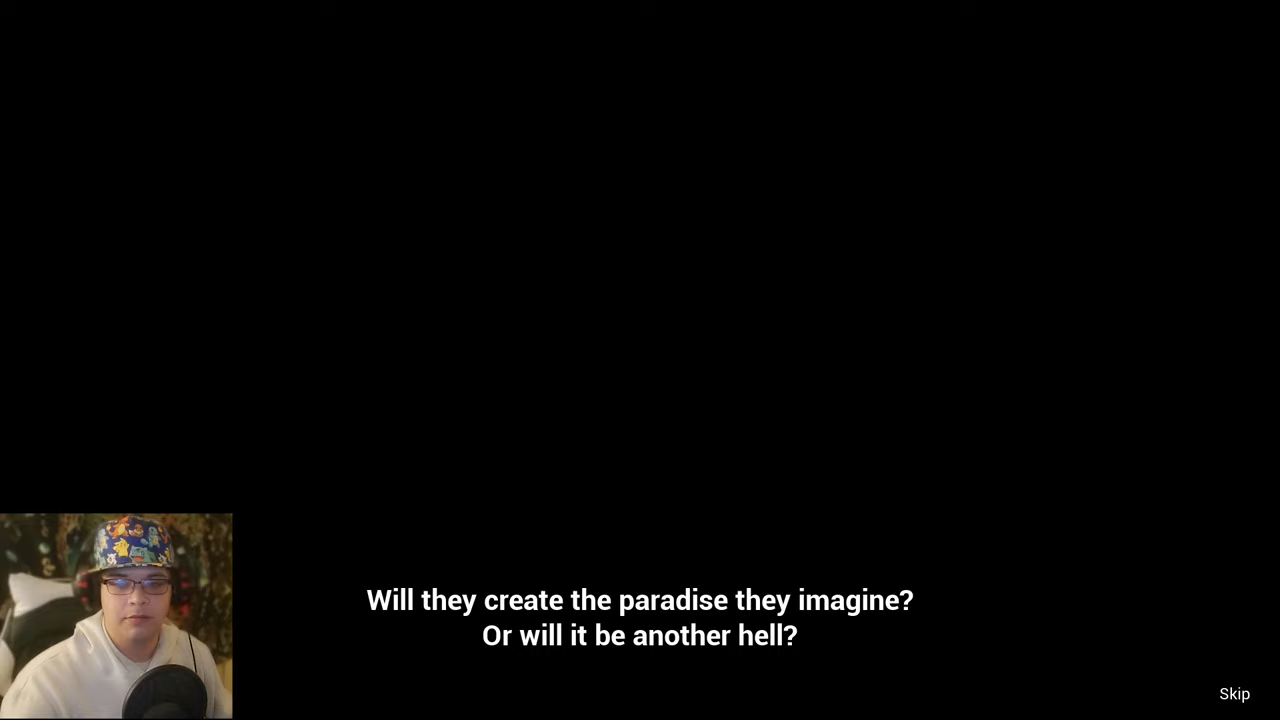 Will they create the paradise they imagine?
Or will it be another hell?
Skip